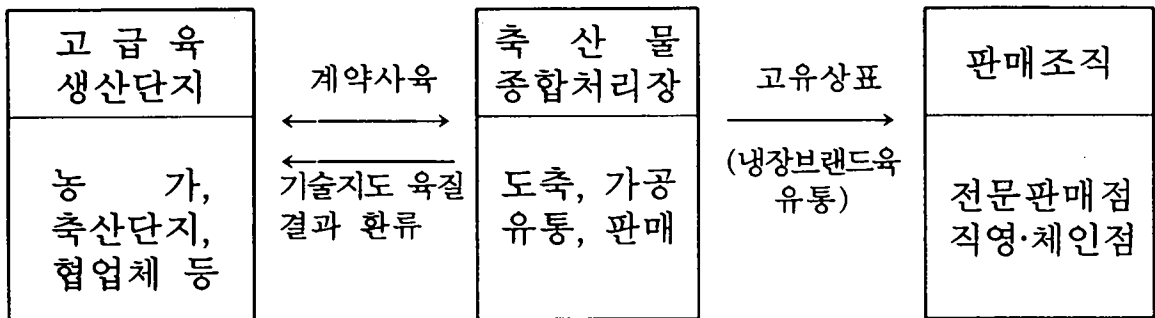 고 급 육
생산단지
농 가,
축산단지,
협업체 등
계약사육
기술지도 육질
결과 환류
축 산 물
종합처리장
도축, 가공
유통, 판매
고유상표
(냉장브랜드육
유통)
판매조직
전문판매점
직영·체인점